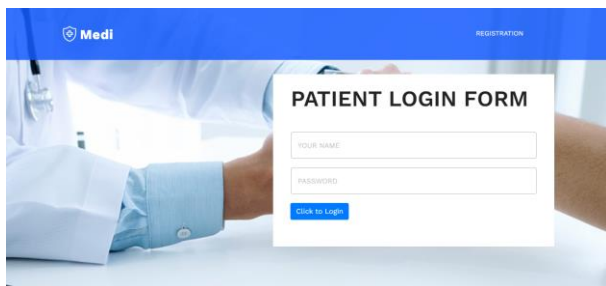 Medi
REGISTRATION
PATIENT LOGIN FORM
YOUR NAME
PASSWORD
Click to Login